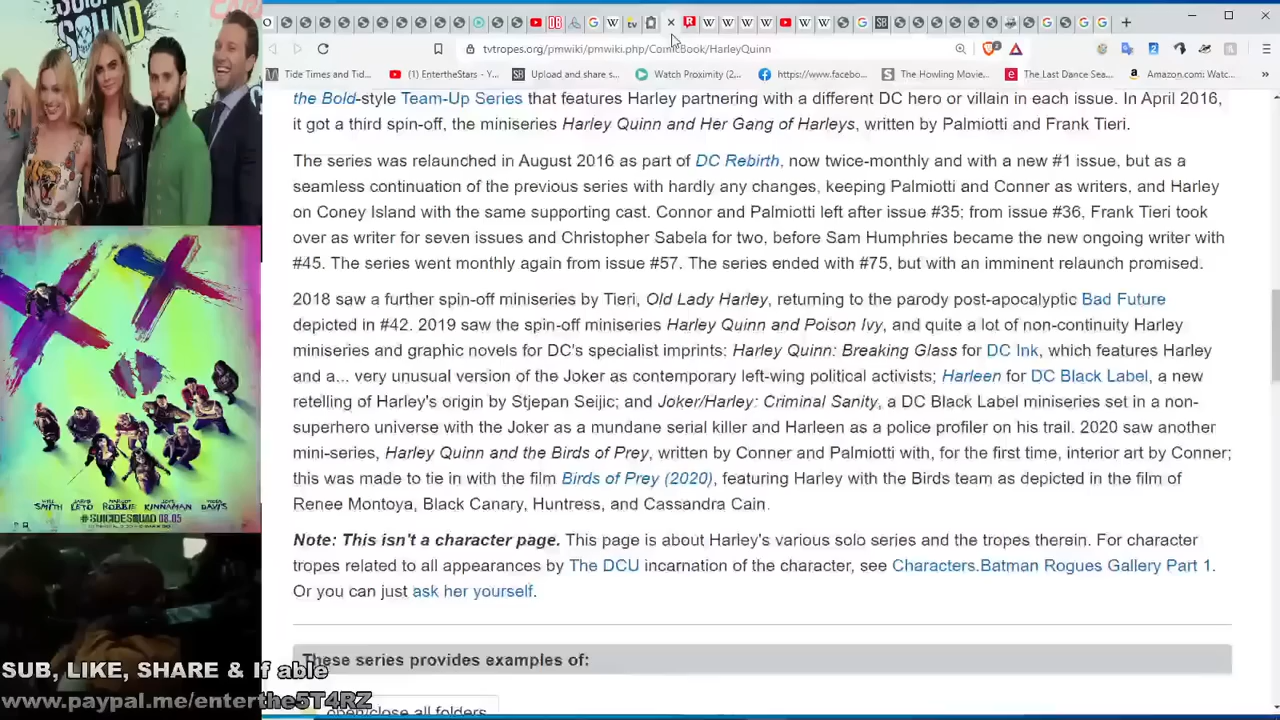 SUICIDE
SQUAD
tvtropes.org/pmwiki/pmwiki.php/ComicBook/HarleyQuinn
Tide Times and Tid...
(1) EntertheStars - Y...
Upload and share s...
Watch Proximity (2...
https://www.facebo...
The Howling Movie...
The Last Dance Sea...
Amazon.com: Watc...
the Bold-style Team-Up Series that features Harley partnering with a different DC hero or villain in each issue. In April 2016,
it got a third spin-off, the miniseries Harley Quinn and Her Gang of Harleys, written by Palmiotti and Frank Tieri.
The series was relaunched in August 2016 as part of DC Rebirth, now twice-monthly and with a new #1 issue, but as a
seamless continuation of the previous series with hardly any changes, keeping Palmiotti and Conner as writers, and Harley
on Coney Island with the same supporting cast. Connor and Palmiotti left after issue #35; from issue #36, Frank Tieri took
over as writer for seven issues and Christopher Sabela for two, before Sam Humphries became the new ongoing writer with
#45. The series went monthly again from issue #57. The series ended with #75, but with an imminent relaunch promised.
2018 saw a further spin-off miniseries by Tieri, Old Lady Harley, returning to the parody post-apocalyptic Bad Future
depicted in #42. 2019 saw the spin-off miniseries Harley Quinn and Poison Ivy, and quite a lot of non-continuity Harley
miniseries and graphic novels for DC's specialist imprints: Harley Quinn: Breaking Glass for DC Ink, which features Harley
and a... very unusual version of the Joker as contemporary left-wing political activists; Harleen for DC Black Label, a new
retelling of Harley's origin by Stjepan Seijic; and Joker/Harley: Criminal Sanity, a DC Black Label miniseries set in a non-
superhero universe with the Joker as a mundane serial killer and Harleen as a police profiler on his trail. 2020 saw another
mini-series, Harley Quinn and the Birds of Prey, written by Conner and Palmiotti with, for the first time, interior art by Conner;
this was made to tie in with the film Birds of Prey (2020), featuring Harley with the Birds team as depicted in the film of
Renee Montoya, Black Canary, Huntress, and Cassandra Cain.
Note: This isn't a character page. This page is about Harley's various solo series and the tropes therein. For character
tropes related to all appearances by The DCU incarnation of the character, see Characters.Batman Rogues Gallery Part 1.
Or you can just ask her yourself.
These series provides examples of:
open/close all folders
SMITH LETO ROBBIE KINNAMAN DAVIS
#SUICIDESQUAD 08.05
SUB, LIKE, SHARE & If able
www.paypal.me/enterthe5T4RZ